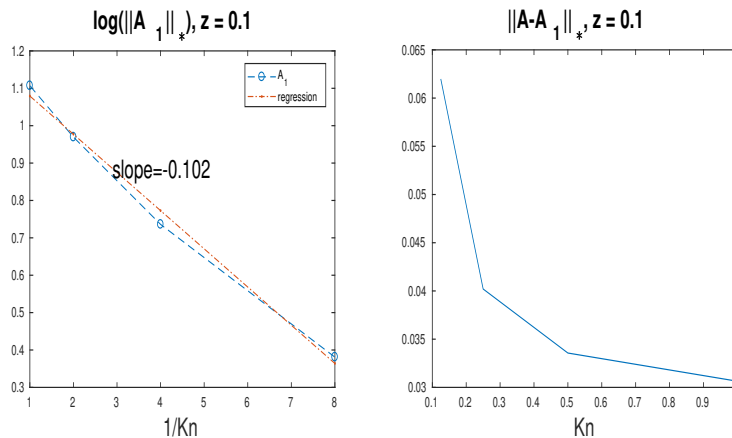 log(||A_1||_*), z = 0.1
1.2
1.1
1
0.9
0.8
0.7
0.6
0.5
0.4
0.3
A_1
regression
slope=-0.102
1 2 3 4 5 6 7 8
1/Kn
||A-A_1||_*, z = 0.1
0.065
0.06
0.055
0.05
0.045
0.04
0.035
0.03
0.1 0.2 0.3 0.4 0.5 0.6 0.7 0.8 0.9
Kn